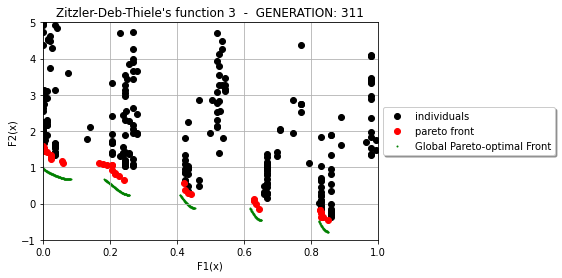 Zitzler-Deb-Thiele's function 3 - GENERATION: 311
5
4
3
2
1
0
−1
F2(x)
0.0 0.2 0.4 0.6 0.8 1.0
F1(x)
individuals
pareto front
Global Pareto-optimal Front